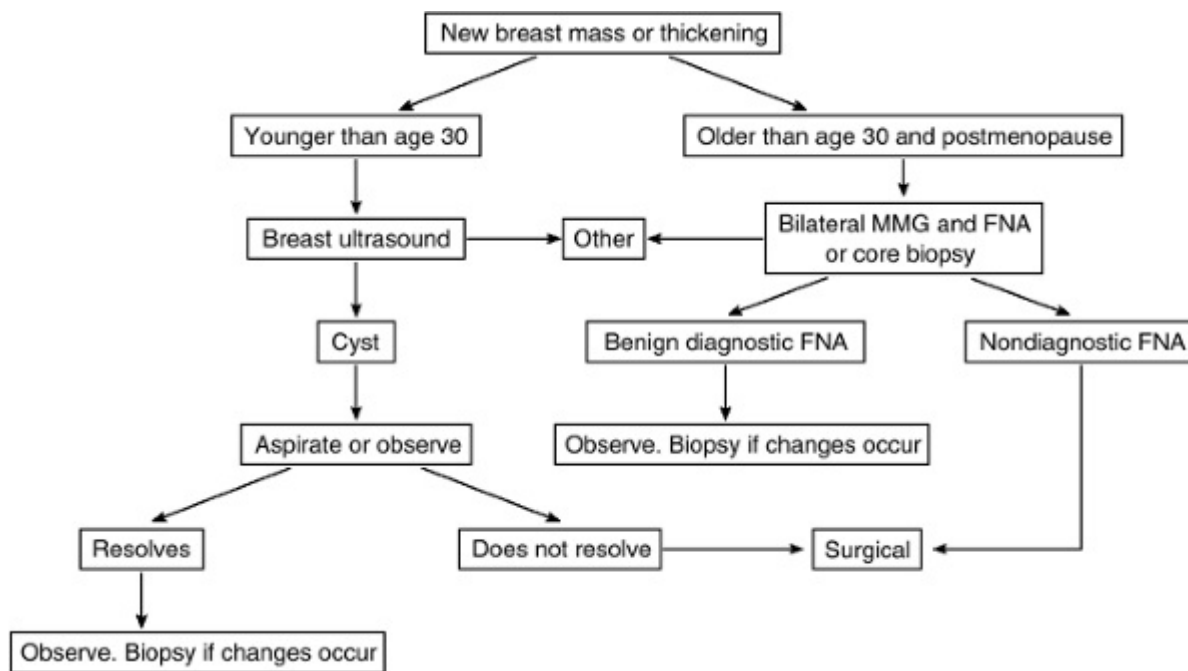 New breast mass or thickening
Younger than age 30
Older than age 30 and postmenopause
Breast ultrasound
Other
Bilateral MMG and FNA
or core biopsy
Cyst
Benign diagnostic FNA
Nondiagnostic FNA
Aspirate or observe
Observe. Biopsy if changes occur
Resolves
Does not resolve
Surgical
Observe. Biopsy if changes occur